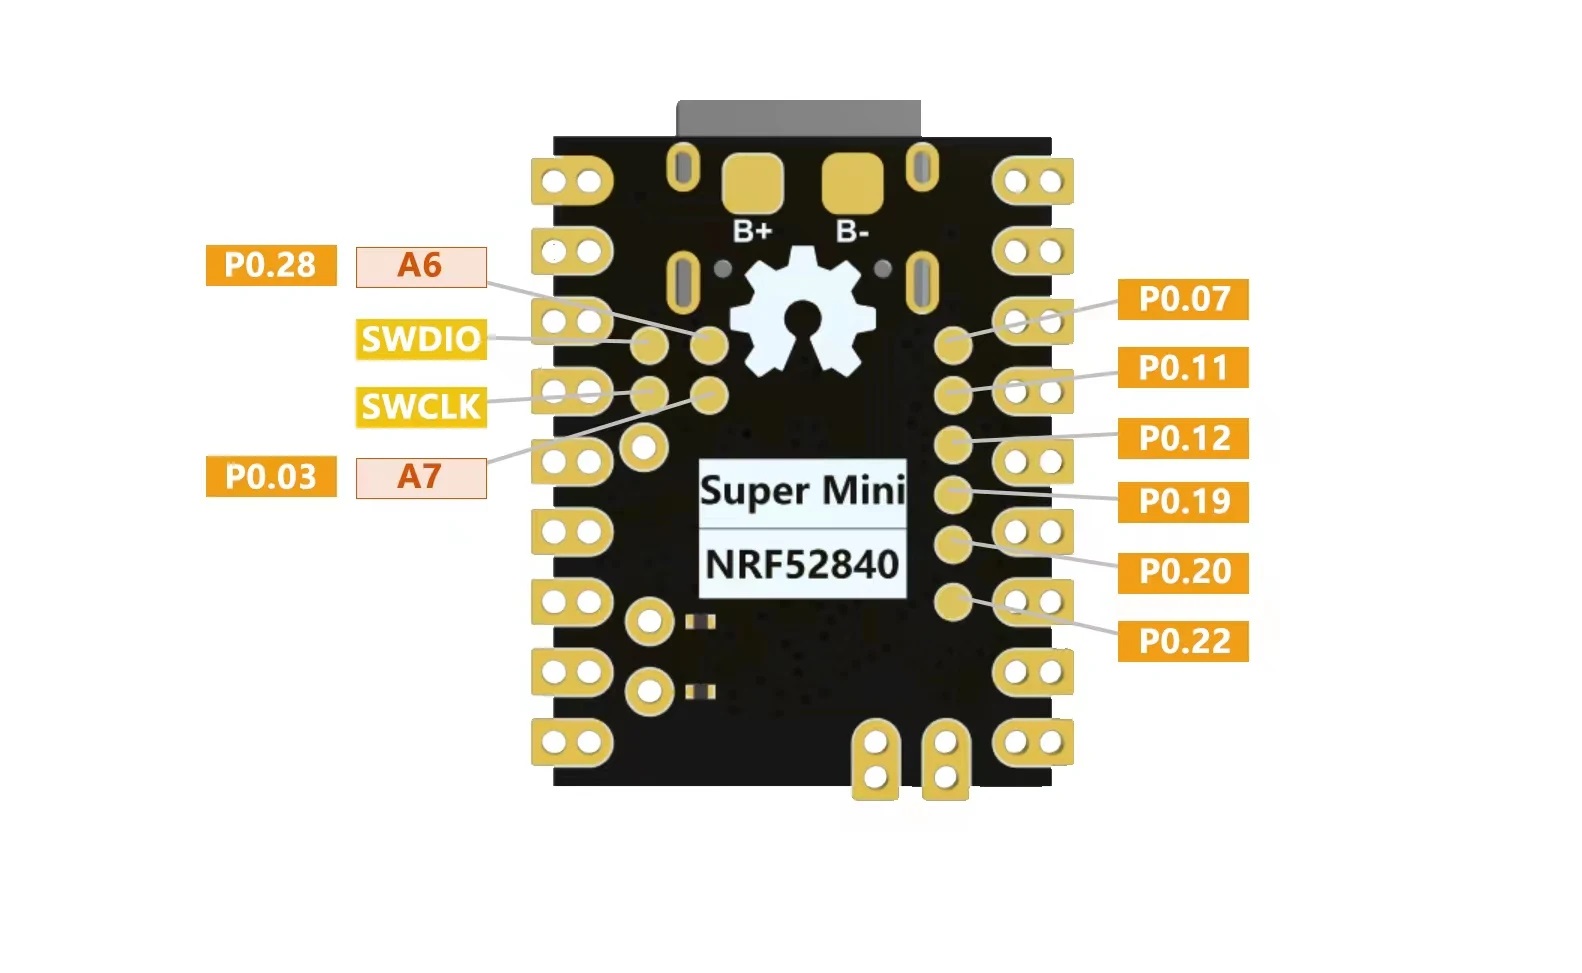 B+ B-
P0.28 A6
SWDIO
SWCLK
P0.03 A7
P0.07
P0.11
P0.12
P0.19
P0.20
P0.22
Super Mini
NRF52840